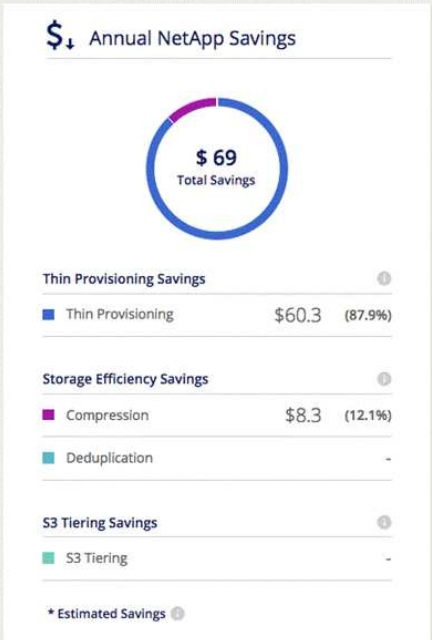 $↓ Annual NetApp Savings
$ 69
Total Savings
Thin Provisioning Savings
Thin Provisioning $60.3 (87.9%)
Storage Efficiency Savings
Compression $8.3 (12.1%)
Deduplication -
S3 Tiering Savings
S3 Tiering -
* Estimated Savings